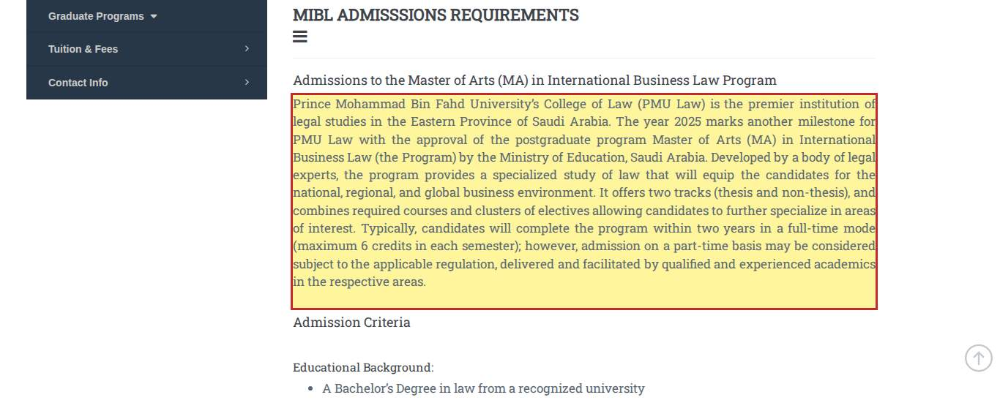 Graduate Programs
Tuition & Fees
Contact Info
MIBL ADMISSSIONS REQUIREMENTS
Admissions to the Master of Arts (MA) in International Business Law Program
Prince Mohammad Bin Fahd University's College of Law (PMU Law) is the premier institution of
legal studies in the Eastern Province of Saudi Arabia. The year 2025 marks another milestone for
PMU Law with the approval of the postgraduate program Master of Arts (MA) in International
Business Law (the Program) by the Ministry of Education, Saudi Arabia. Developed by a body of legal
experts, the program provides a specialized study of law that will equip the candidates for the
national, regional, and global business environment. It offers two tracks (thesis and non-thesis), and
combines required courses and clusters of electives allowing candidates to further specialize in areas
of interest. Typically, candidates will complete the program within two years in a full-time mode
(maximum 6 credits in each semester); however, admission on a part-time basis may be considered
subject to the applicable regulation, delivered and facilitated by qualified and experienced academics
in the respective areas.
Admission Criteria
Educational Background:
• A Bachelor's Degree in law from a recognized university